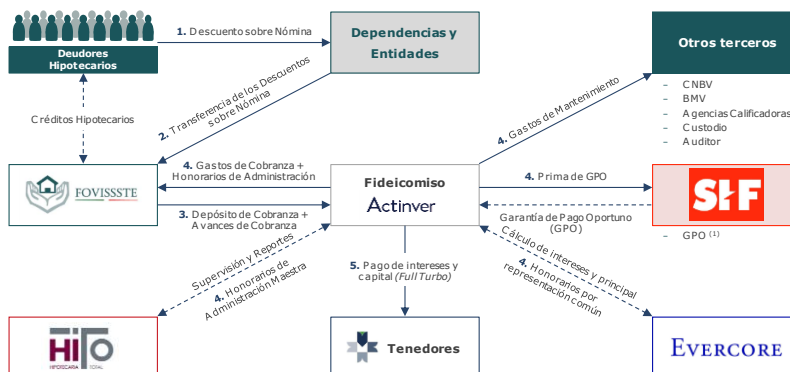 Deudores
Hipotecarios
1. Descuento sobre Nómina
Dependencias y
Entidades
Otros terceros
– CNBV
– BMV
– Agencias Calificadoras
– Custodio
– Auditor
Créditos Hipotecarios
2. Transferencia de los Descuentos
sobre Nómina
4. Gastos de Mantenimiento
FOVISSSTE
4. Gastos de Cobranza +
Honorarios de Administración
3. Depósito de Cobranza +
Avances de Cobranza
Fideicomiso
Actinver
4. Prima de GPO
Garantía de Pago Oportuno
(GPO)
SHF
– GPO (1)
Supervisión y Reportes
4. Honorarios de
Administración Maestra
5. Pago de intereses y
capital (Full Turbo)
Cálculo de intereses y principal
4. Honorarios por
representación común
HiTo
HIPOTECARIA TOTAL
Tenedores
EVERCORE